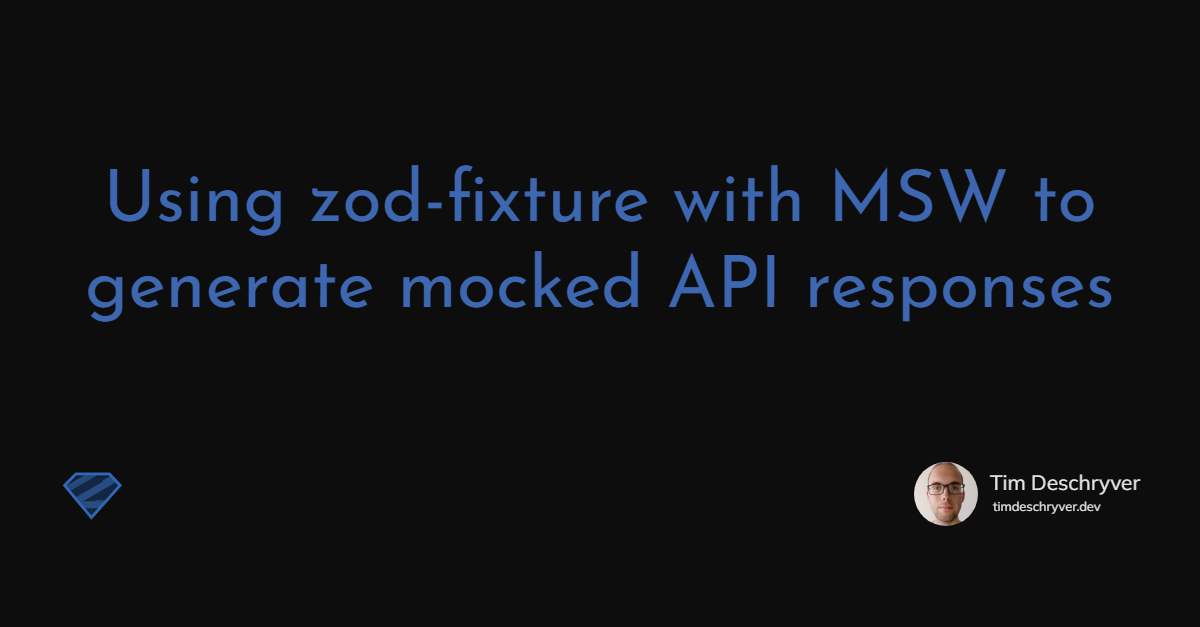 Using zod-fixture with MSW to
generate mocked API responses
Tim Deschryver
timdeschryver.dev